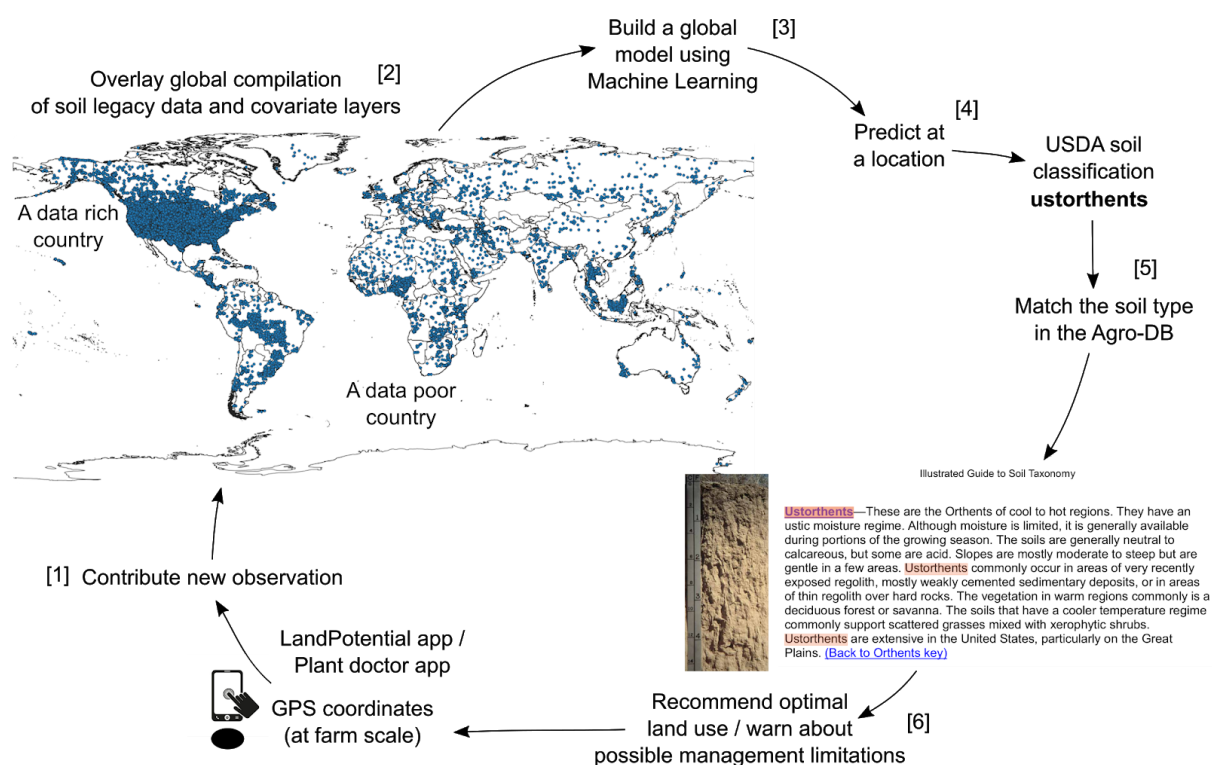 Build a global
model using
Machine Learning
[3]
Overlay global compilation
of soil legacy data and covariate layers
[2]
Predict at
a location
[4]
USDA soil
classification
ustorthents
A data rich
country
A data poor
country
[5]
Match the soil type
in the Agro-DB
Illustrated Guide to Soil Taxonomy
Ustorthents—These are the Orthents of cool to hot regions. They have an
ustic moisture regime. Although moisture is limited, it is generally available
during portions of the growing season. The soils are generally neutral to
calcareous, but some are acid. Slopes are mostly moderate to steep but are
gentle in a few areas. Ustorthents commonly occur in areas of very recently
exposed regolith, mostly weakly cemented sedimentary deposits, or in areas
of thin regolith over hard rocks. The vegetation in warm regions commonly is a
deciduous forest or savanna. The soils that have a cooler temperature regime
commonly support scattered grasses mixed with xerophytic shrubs.
Ustorthents are extensive in the United States, particularly on the Great
Plains. (Back to Orthents key)
[1] Contribute new observation
LandPotential app /
Plant doctor app
GPS coordinates
(at farm scale)
Recommend optimal
land use / warn about
possible management limitations
[6]